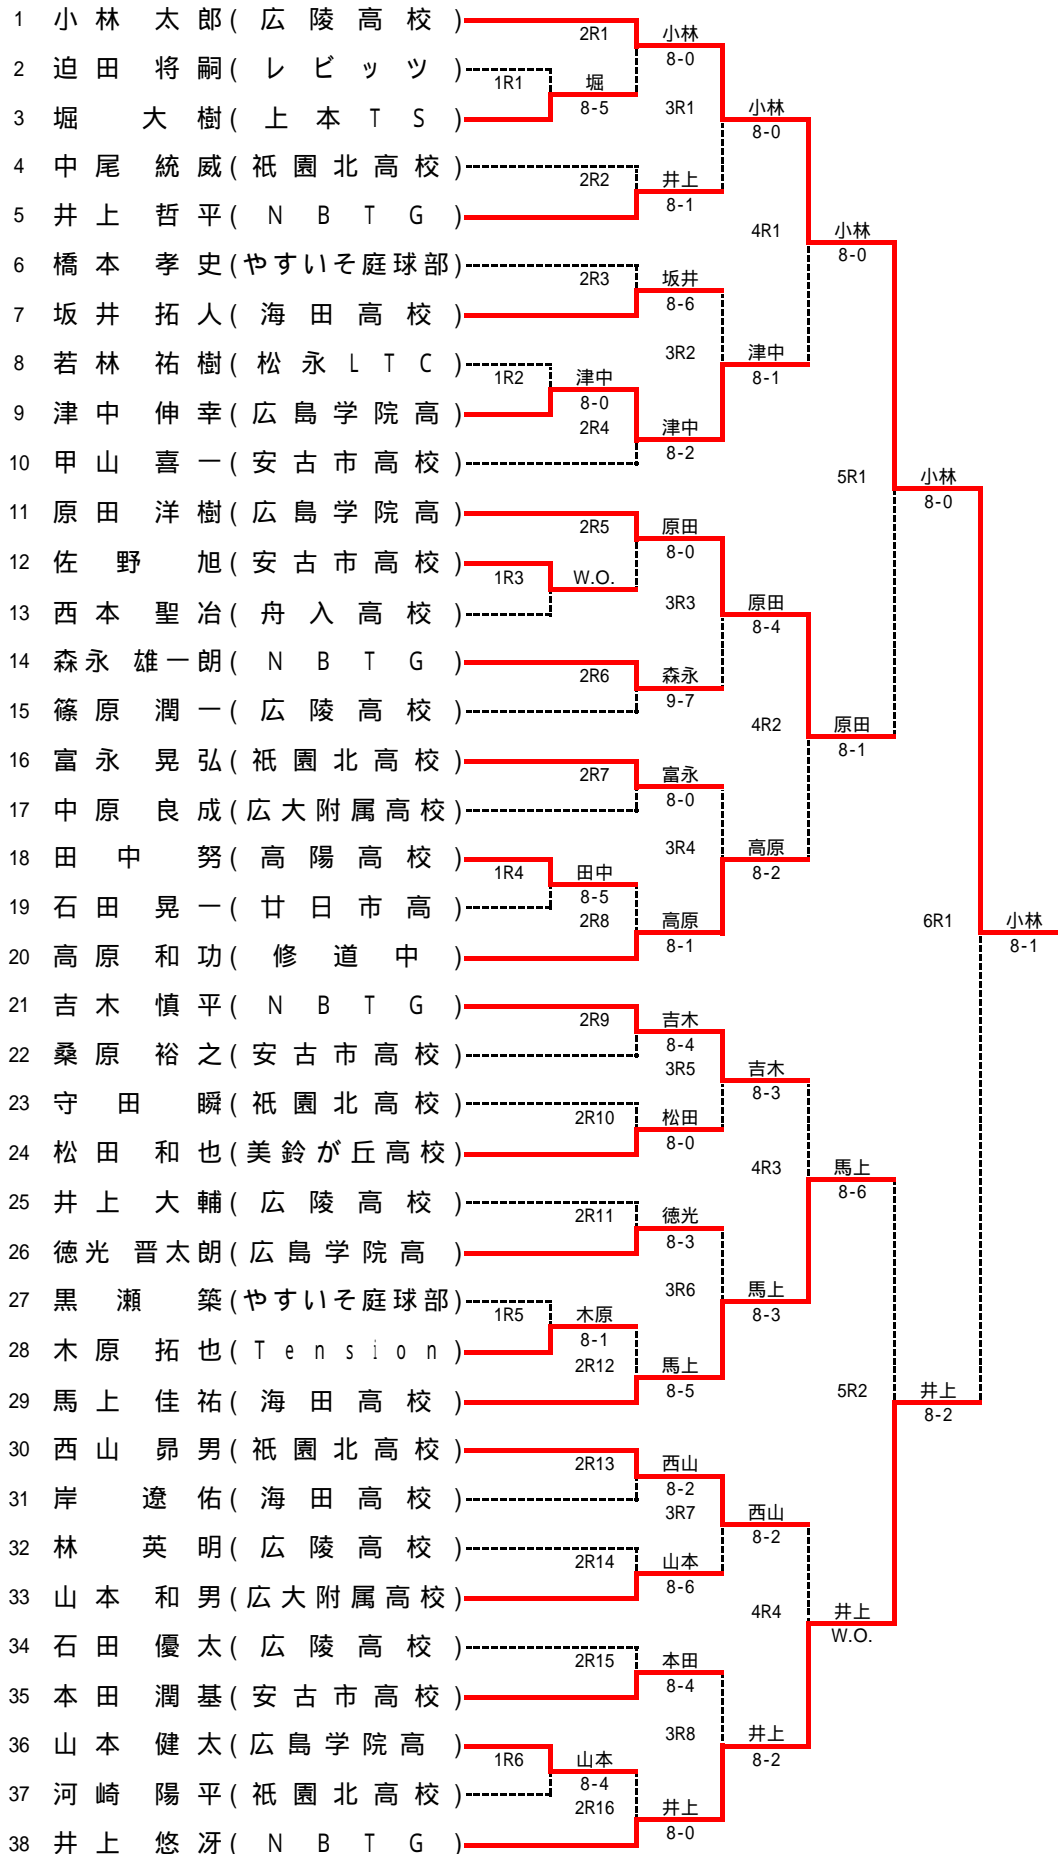 1 小林 太郎(広陵高校)
2R1 小林
8-0
2 迫田 将嗣(レビッツ)
1R1 堀
8-5
3R1 小林
8-0
3 堀 大樹(上本TS)
4 中尾 統威(祇園北高校)
2R2 井上
8-1
5 井上 哲平(NBTG)
4R1 小林
8-0
6 橋本 孝史(やすいそ庭球部)
2R3 坂井
8-6
7 坂井 拓人(海田高校)
3R2 津中
8-1
8 若林 祐樹(松永LTC)
1R2 津中
8-0
9 津中 伸幸(広島学院高)
2R4 津中
8-2
10 甲山 喜一(安古市高校)
5R1 小林
8-0
11 原田 洋樹(広島学院高)
2R5 原田
8-0
12 佐野 旭(安古市高校)
1R3 W.O.
3R3 原田
8-4
13 西本 聖冶(舟入高校)
14 森永 雄一朗(NBTG)
2R6 森永
9-7
15 篠原 潤一(広陵高校)
4R2 原田
8-1
16 富永 晃弘(祇園北高校)
2R7 富永
8-0
17 中原 良成(広大附属高校)
3R4 高原
8-2
18 田中 努(高陽高校)
1R4 田中
8-5
19 石田 晃一(廿日市高)
2R8 高原
8-1
6R1 小林
8-1
20 高原 和功(修道中)
21 吉木 慎平(NBTG)
2R9 吉木
8-4
22 桑原 裕之(安古市高校)
3R5 吉木
8-3
23 守田 瞬(祇園北高校)
2R10 松田
8-0
24 松田 和也(美鈴が丘高校)
4R3 馬上
8-6
25 井上 大輔(広陵高校)
2R11 徳光
8-3
26 徳光 晋太朗(広島学院高)
3R6 馬上
8-3
27 黒瀬 築(やすいそ庭球部)
1R5 木原
8-1
28 木原 拓也(Tension)
2R12 馬上
8-5
29 馬上 佳祐(海田高校)
5R2 井上
8-2
30 西山 昴男(祇園北高校)
2R13 西山
8-2
31 岸 遼佑(海田高校)
3R7 西山
8-2
32 林 英明(広陵高校)
2R14 山本
8-6
33 山本 和男(広大附属高校)
4R4 井上
W.O.
34 石田 優太(広陵高校)
2R15 本田
8-4
35 本田 潤基(安古市高校)
3R8 井上
8-2
36 山本 健太(広島学院高)
1R6 山本
8-4
37 河崎 陽平(祇園北高校)
2R16 井上
8-0
38 井上 悠冴(NBTG)